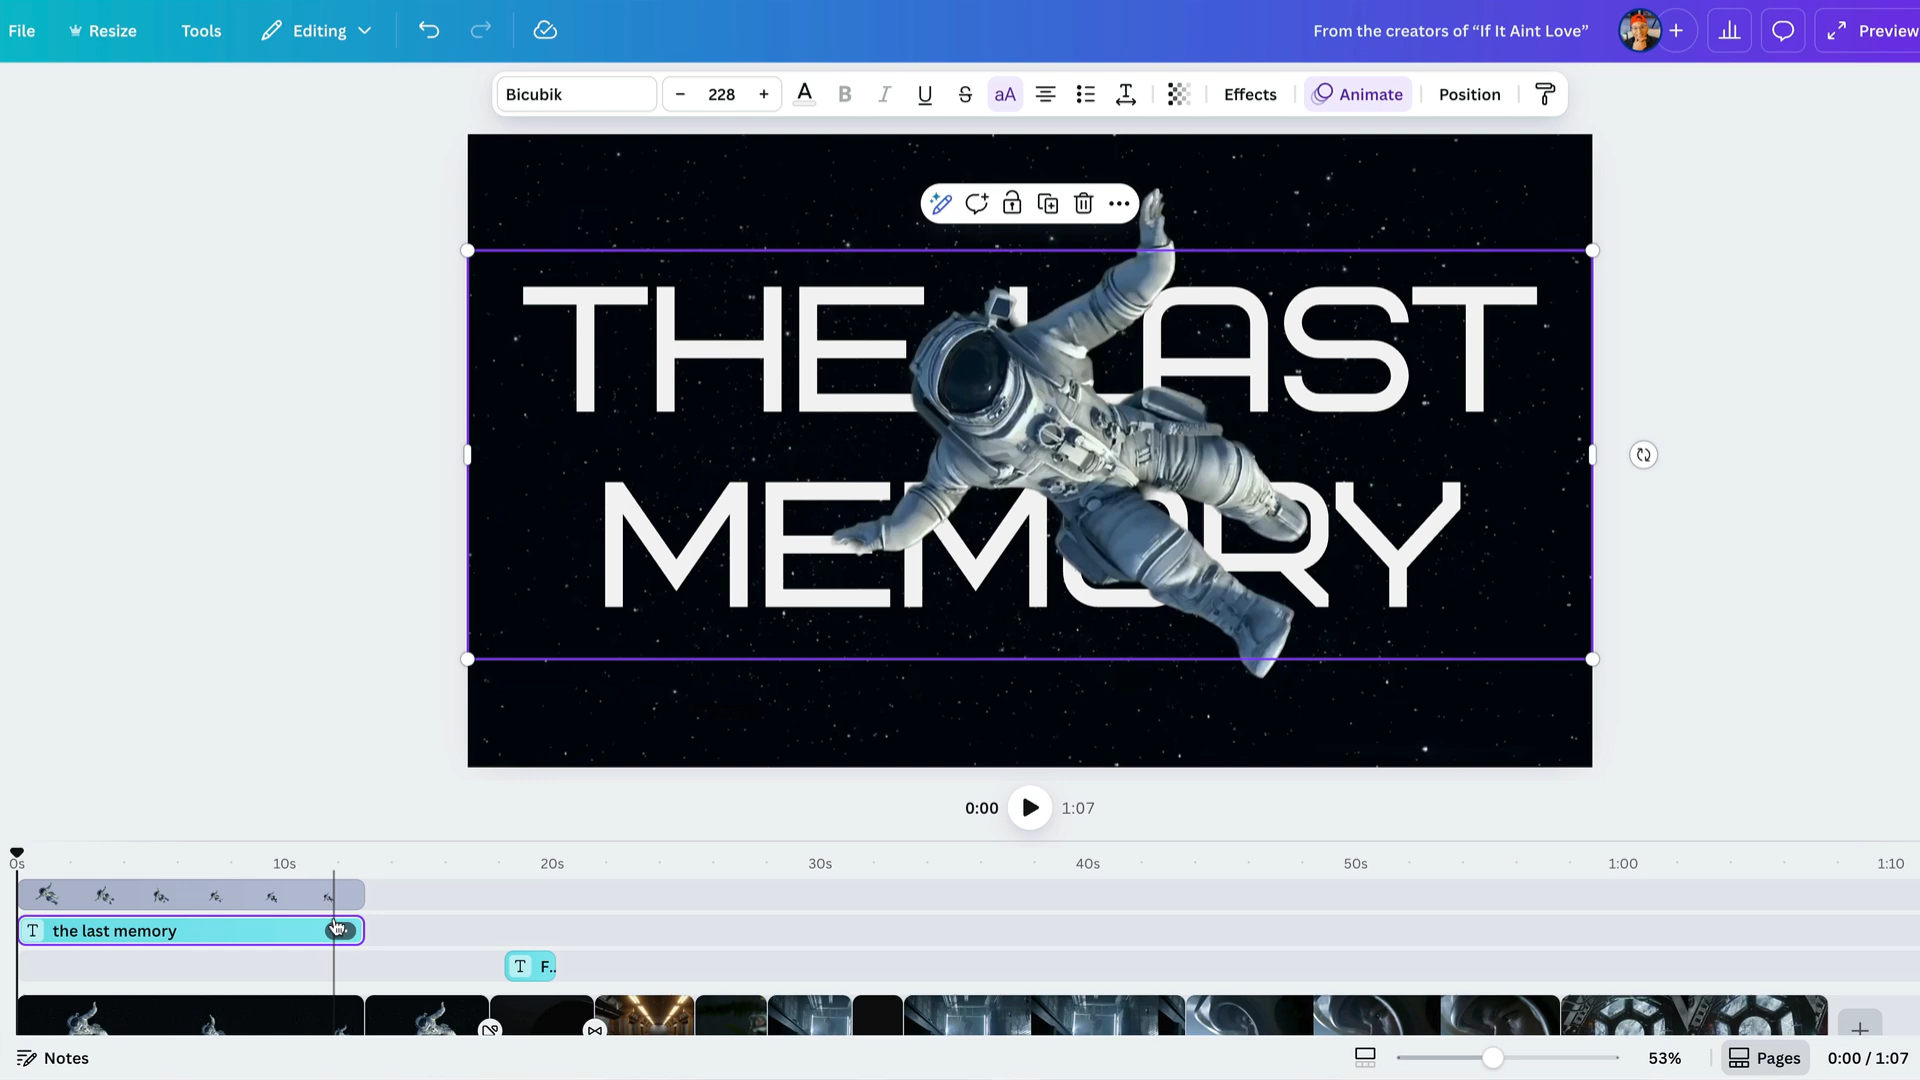 File Resize Tools Editing From the creators of “If It Aint Love” Preview
Bicubik − 228 + A B I U S aA Effects Animate Position
THE LAST
MEMORY
0:00 1:07
0s 10s 20s 30s 40s 50s 1:00 1:10
T the last memory
T F..
Notes 53% Pages 0:00 / 1:07